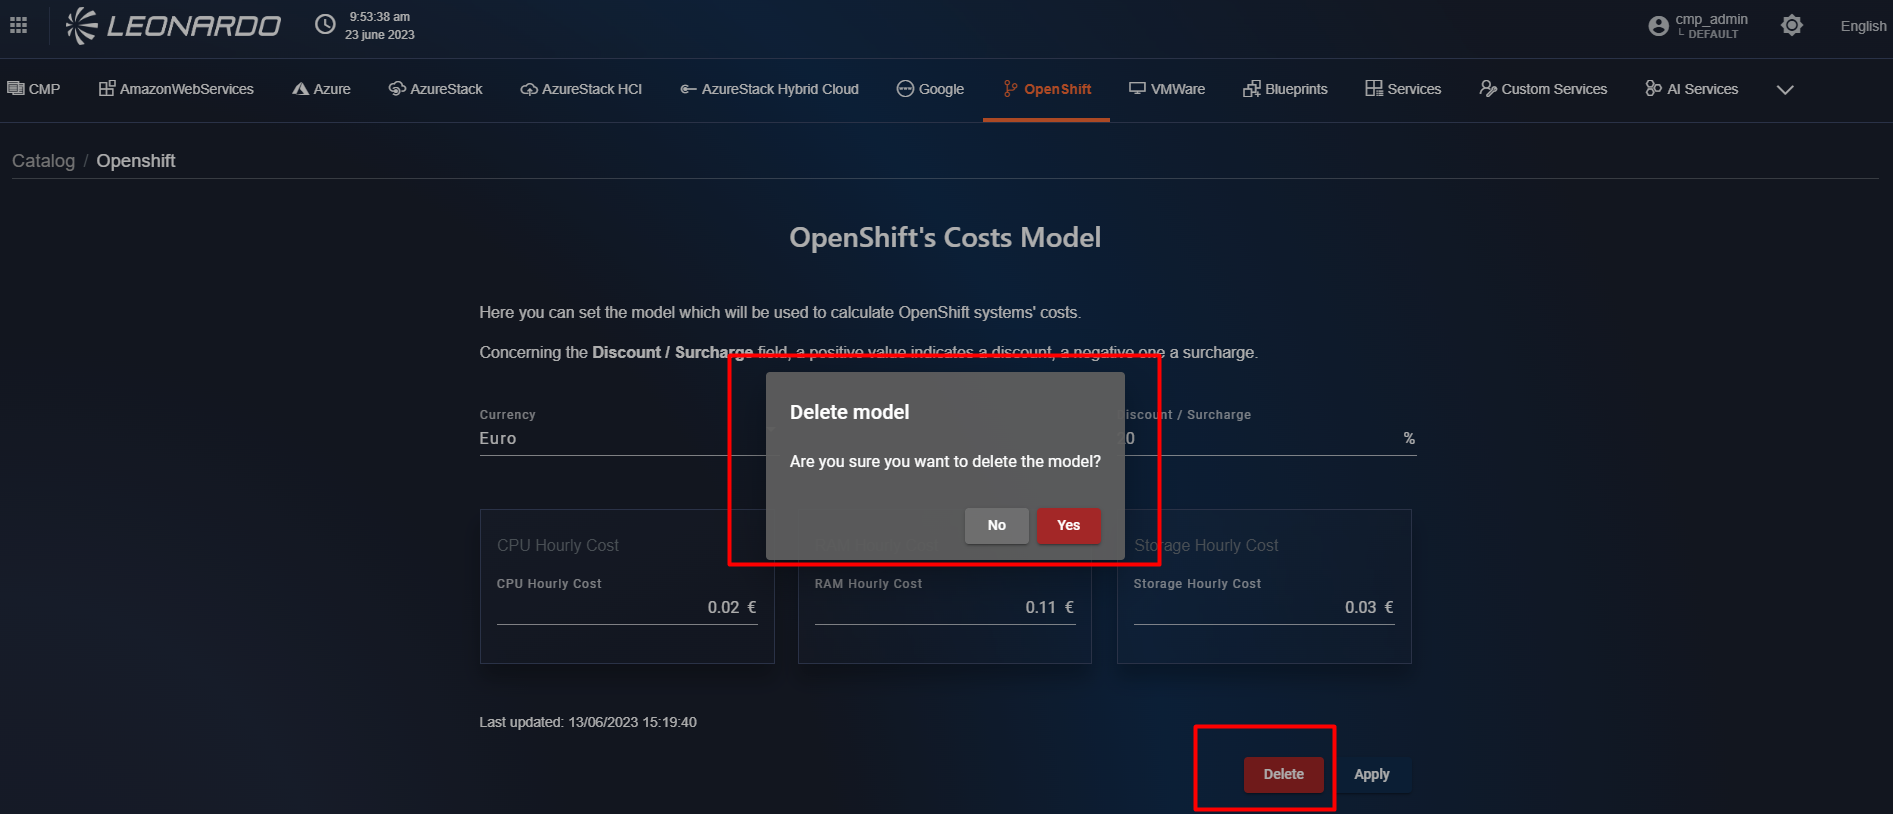 LEONARDO
9:53:38 am
23 june 2023
cmp_admin
└ DEFAULT
English
CMP
AmazonWebServices
Azure
AzureStack
AzureStack HCI
AzureStack Hybrid Cloud
Google
OpenShift
VMWare
Blueprints
Services
Custom Services
AI Services
Catalog / Openshift
OpenShift's Costs Model
Here you can set the model which will be used to calculate OpenShift systems' costs.
Concerning the Discount / Surcharge field, a positive value indicates a discount, a negative one a surcharge.
Delete model
Are you sure you want to delete the model?
No
Yes
Currency
Euro
Discount / Surcharge
%
CPU Hourly Cost
CPU Hourly Cost
0.02 €
RAM Hourly Cost
0.11 €
Storage Hourly Cost
Storage Hourly Cost
0.03 €
Last updated: 13/06/2023 15:19:40
Delete
Apply